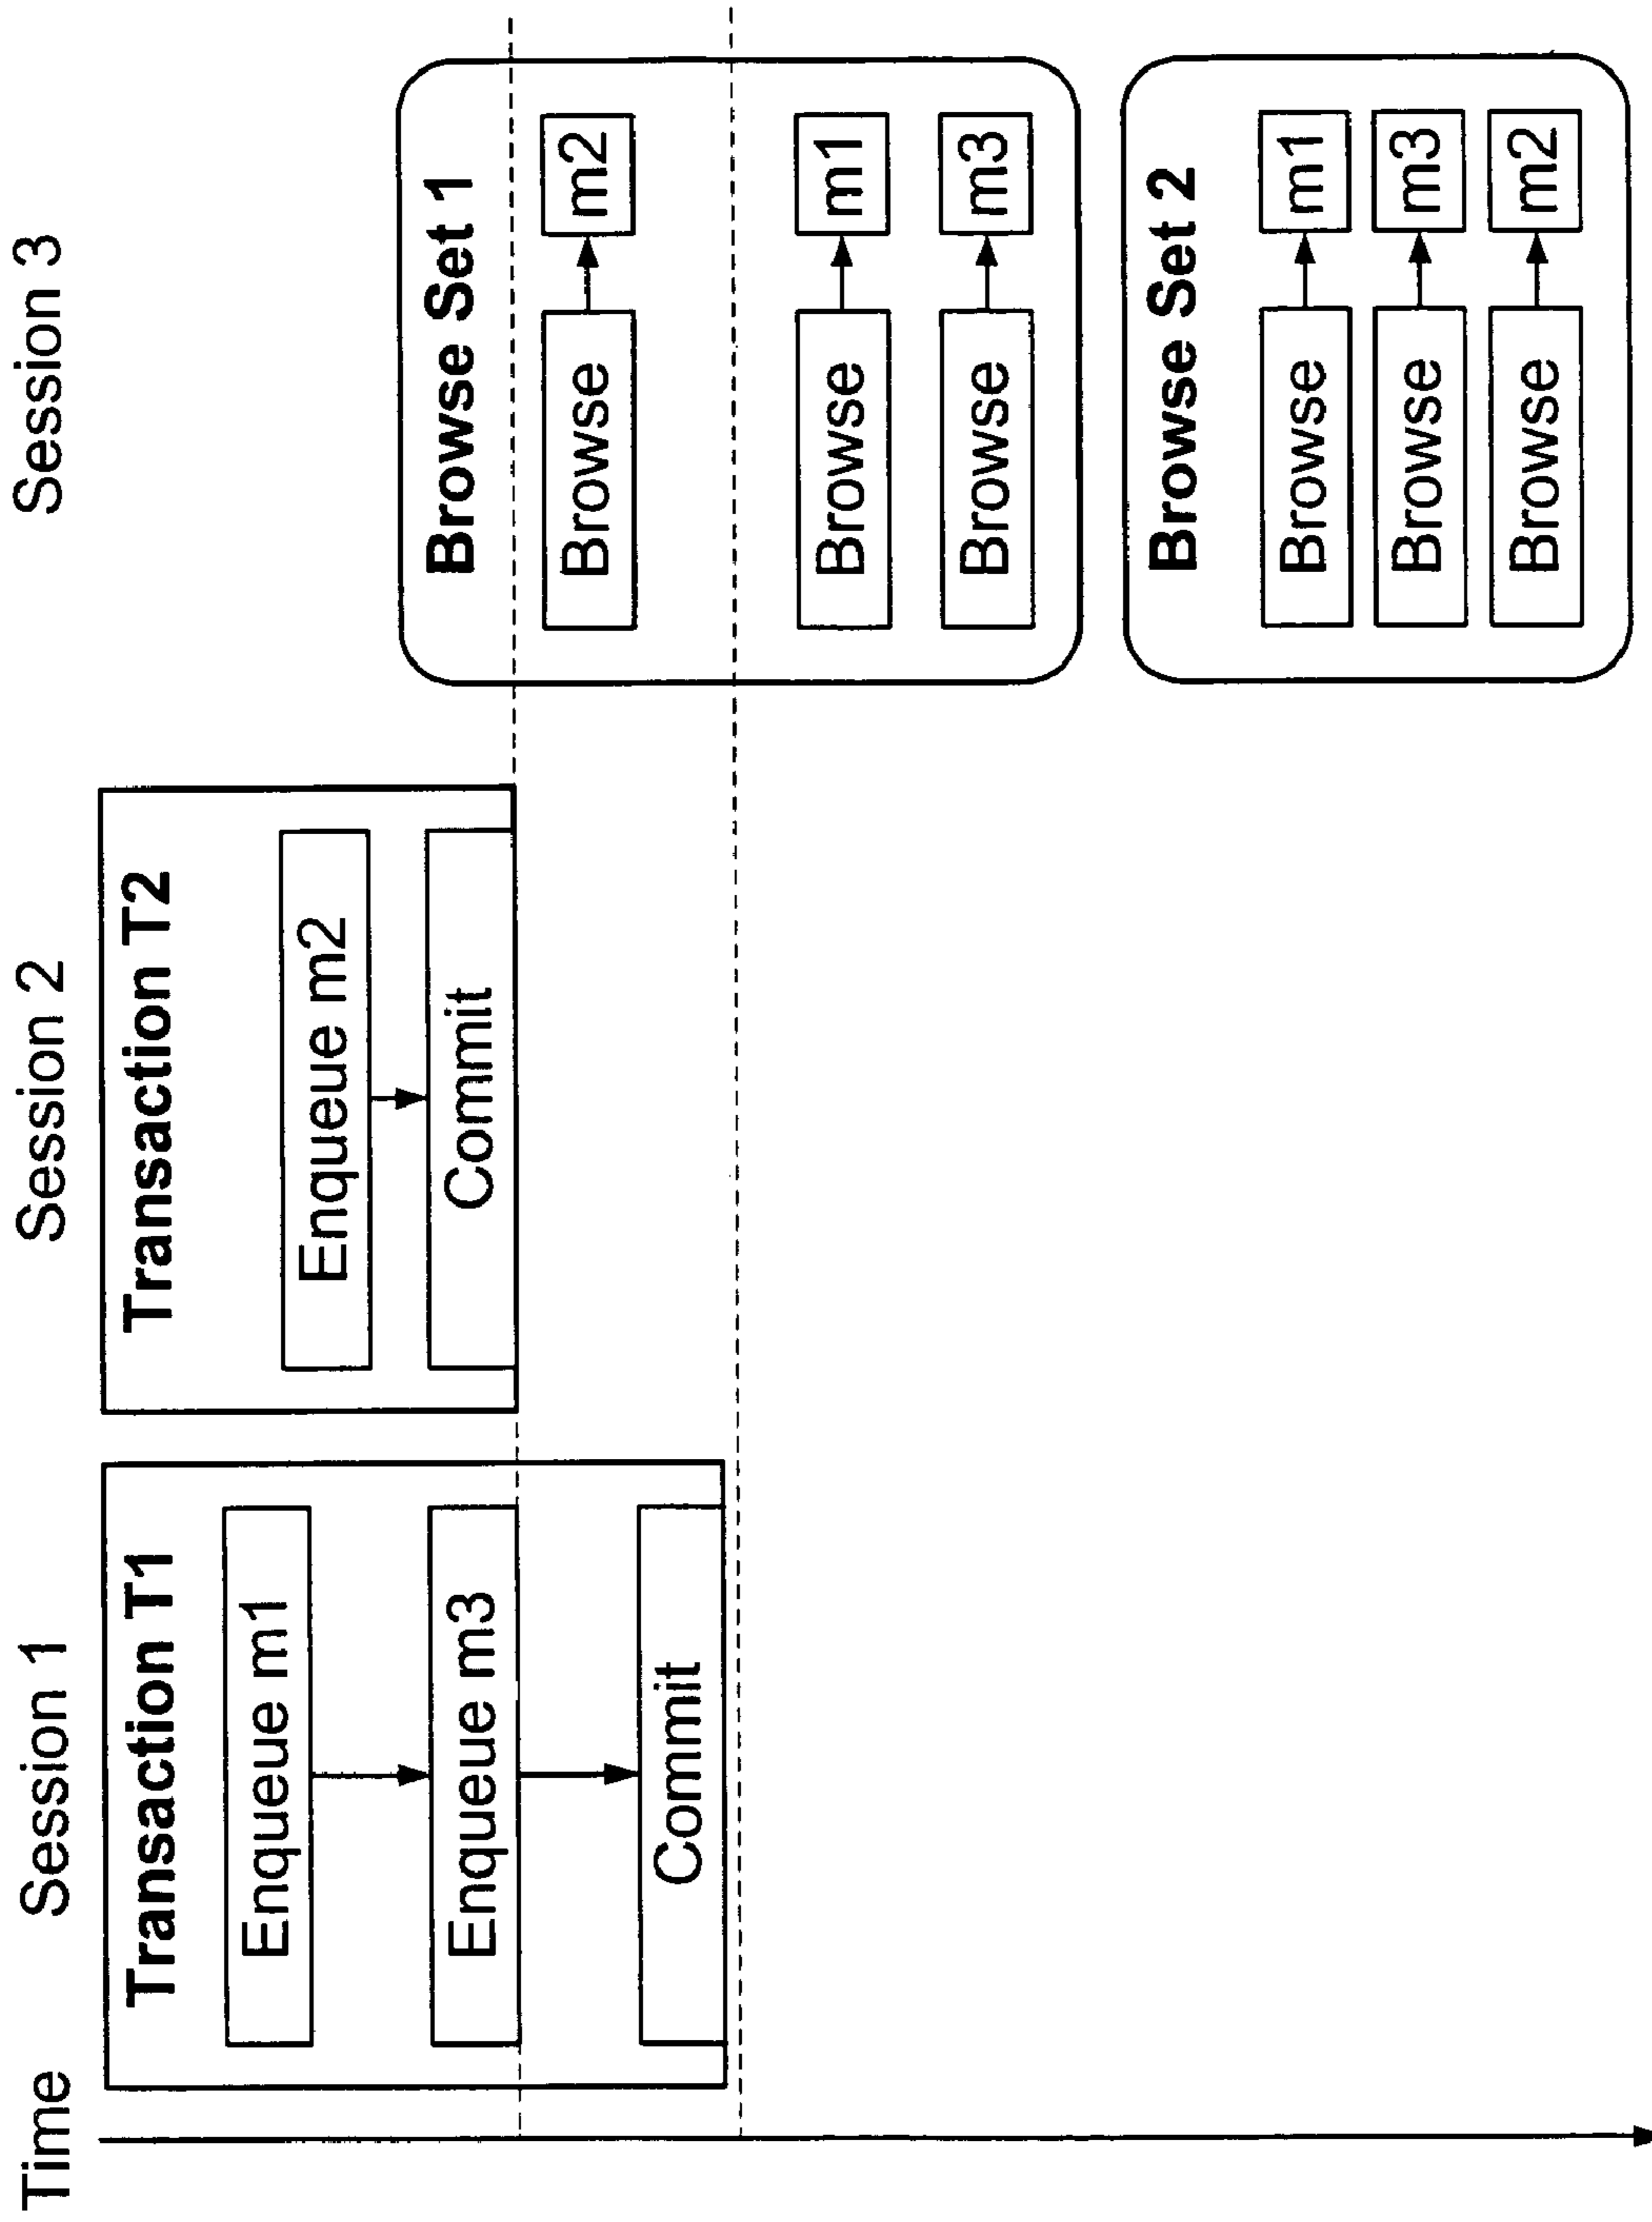 Time
Session 1
Session 2
Session 3
Transaction T1
Enqueue m1
Enqueue m3
Commit
Transaction T2
Enqueue m2
Commit
Browse Set 1
Browse
m2
Browse
m1
Browse
m3
Browse Set 2
Browse
m1
Browse
m3
Browse
m2